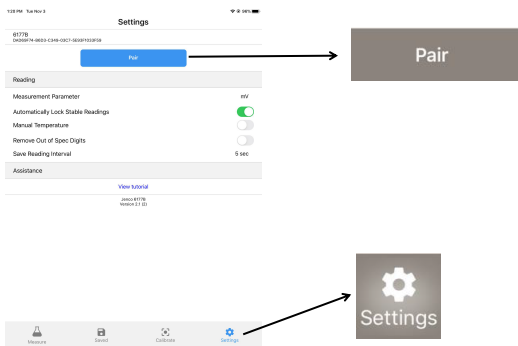 1:20 PM Tue Nov 3
96%
Settings
6177B
Pair
Reading
Measurement Parameter mV
Automatically Lock Stable Readings
Manual Temperature
Remove Out of Spec Digits
Save Reading Interval 5 sec
Assistance
View tutorial
Jenco 6177B
Version 2.1 (2)
Measure Saved Calibrate Settings
Pair
Settings